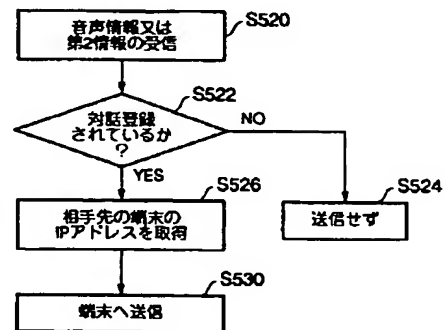 音声情報又は
第2情報の受信
S520
対話登録
されているか
?
S522
NO
YES
S524
送信せず
S526
相手先の端末の
IPアドレスを取得
S530
端末へ送信